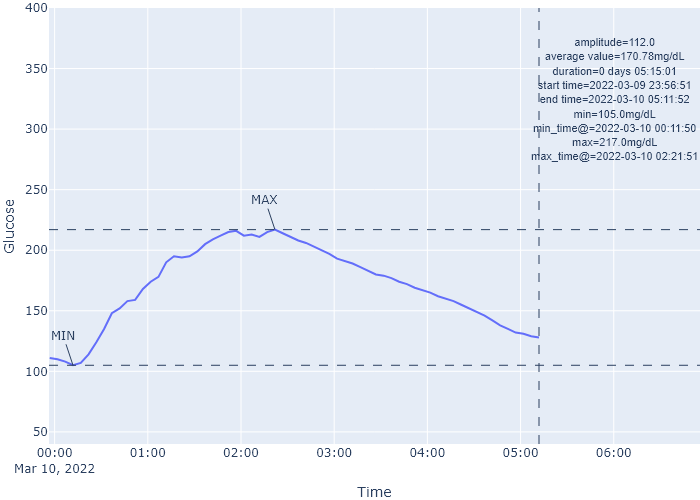 400
350
300
250
200
150
100
50
Glucose
amplitude=112.0
average value=170.78mg/dL
duration=0 days 05:15:01
start time=2022-03-09 23:56:51
end time=2022-03-10 05:11:52
min=105.0mg/dL
min_time@=2022-03-10 00:11:50
max=217.0mg/dL
max_time@=2022-03-10 02:21:51
MAX
MIN
00:00 01:00 02:00 03:00 04:00 05:00 06:00
Mar 10, 2022
Time